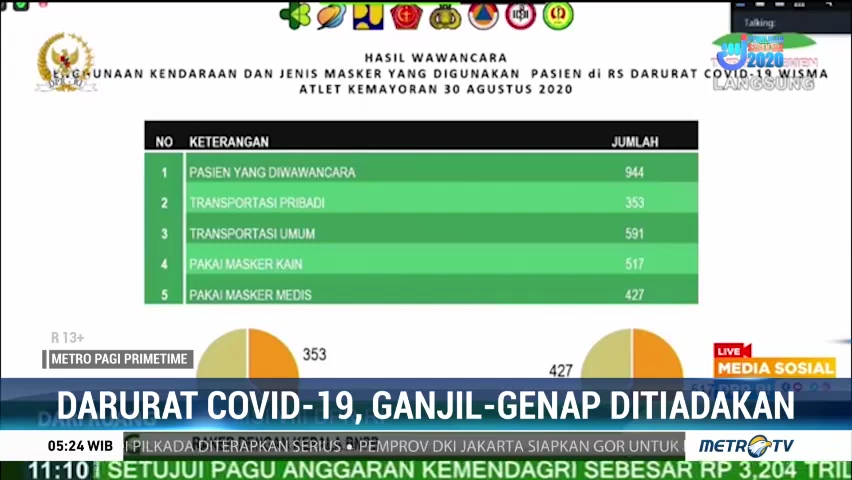 Talking:
HASIL WAWANCARA
KENDARAAN DAN JENIS MASKER YANG DIGUNAKAN PASIEN di RS DARURAT COVID-19 WISMA
ATLET KEMAYORAN 30 AGUSTUS 2020
2020
LANGSUNG
NO KETERANGAN JUMLAH
1 PASIEN YANG DIWAWANCARA 944
2 TRANSPORTASI PRIBADI 353
3 TRANSPORTASI UMUM 591
4 PAKAI MASKER KAIN 517
5 PAKAI MASKER MEDIS 427
R 13+
METRO PAGI PRIMETIME
353
427
LIVE
MEDIA SOSIAL
DARURAT COVID-19, GANJIL-GENAP DITIADAKAN
05:24 WIB
PILKADA DITERAPKAN SERIUS • PEMPROV DKI JAKARTA SIAPKAN GOR UNTUK
METRO TV
11:10 SETUJUI PAGU ANGGARAN KEMENDAGRI SEBESAR RP 3,204 TRIL